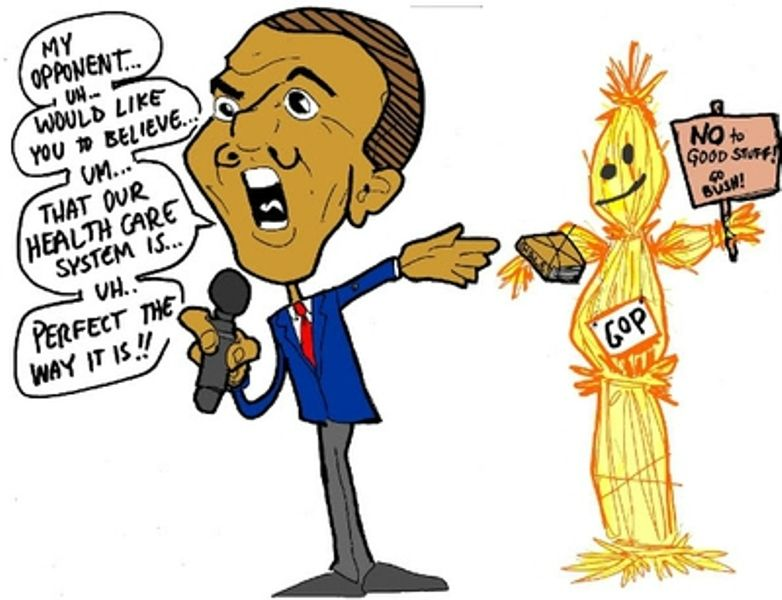 MY
OPPONENT...
UH...
WOULD LIKE
YOU to BELIEVE...
UM...
THAT OUR
HEALTH CARE
SYSTEM IS...
UH..
PERFECT THE
WAY IT IS!!
NO to
GOOD STUFF!
GO
BUSH!
GOP